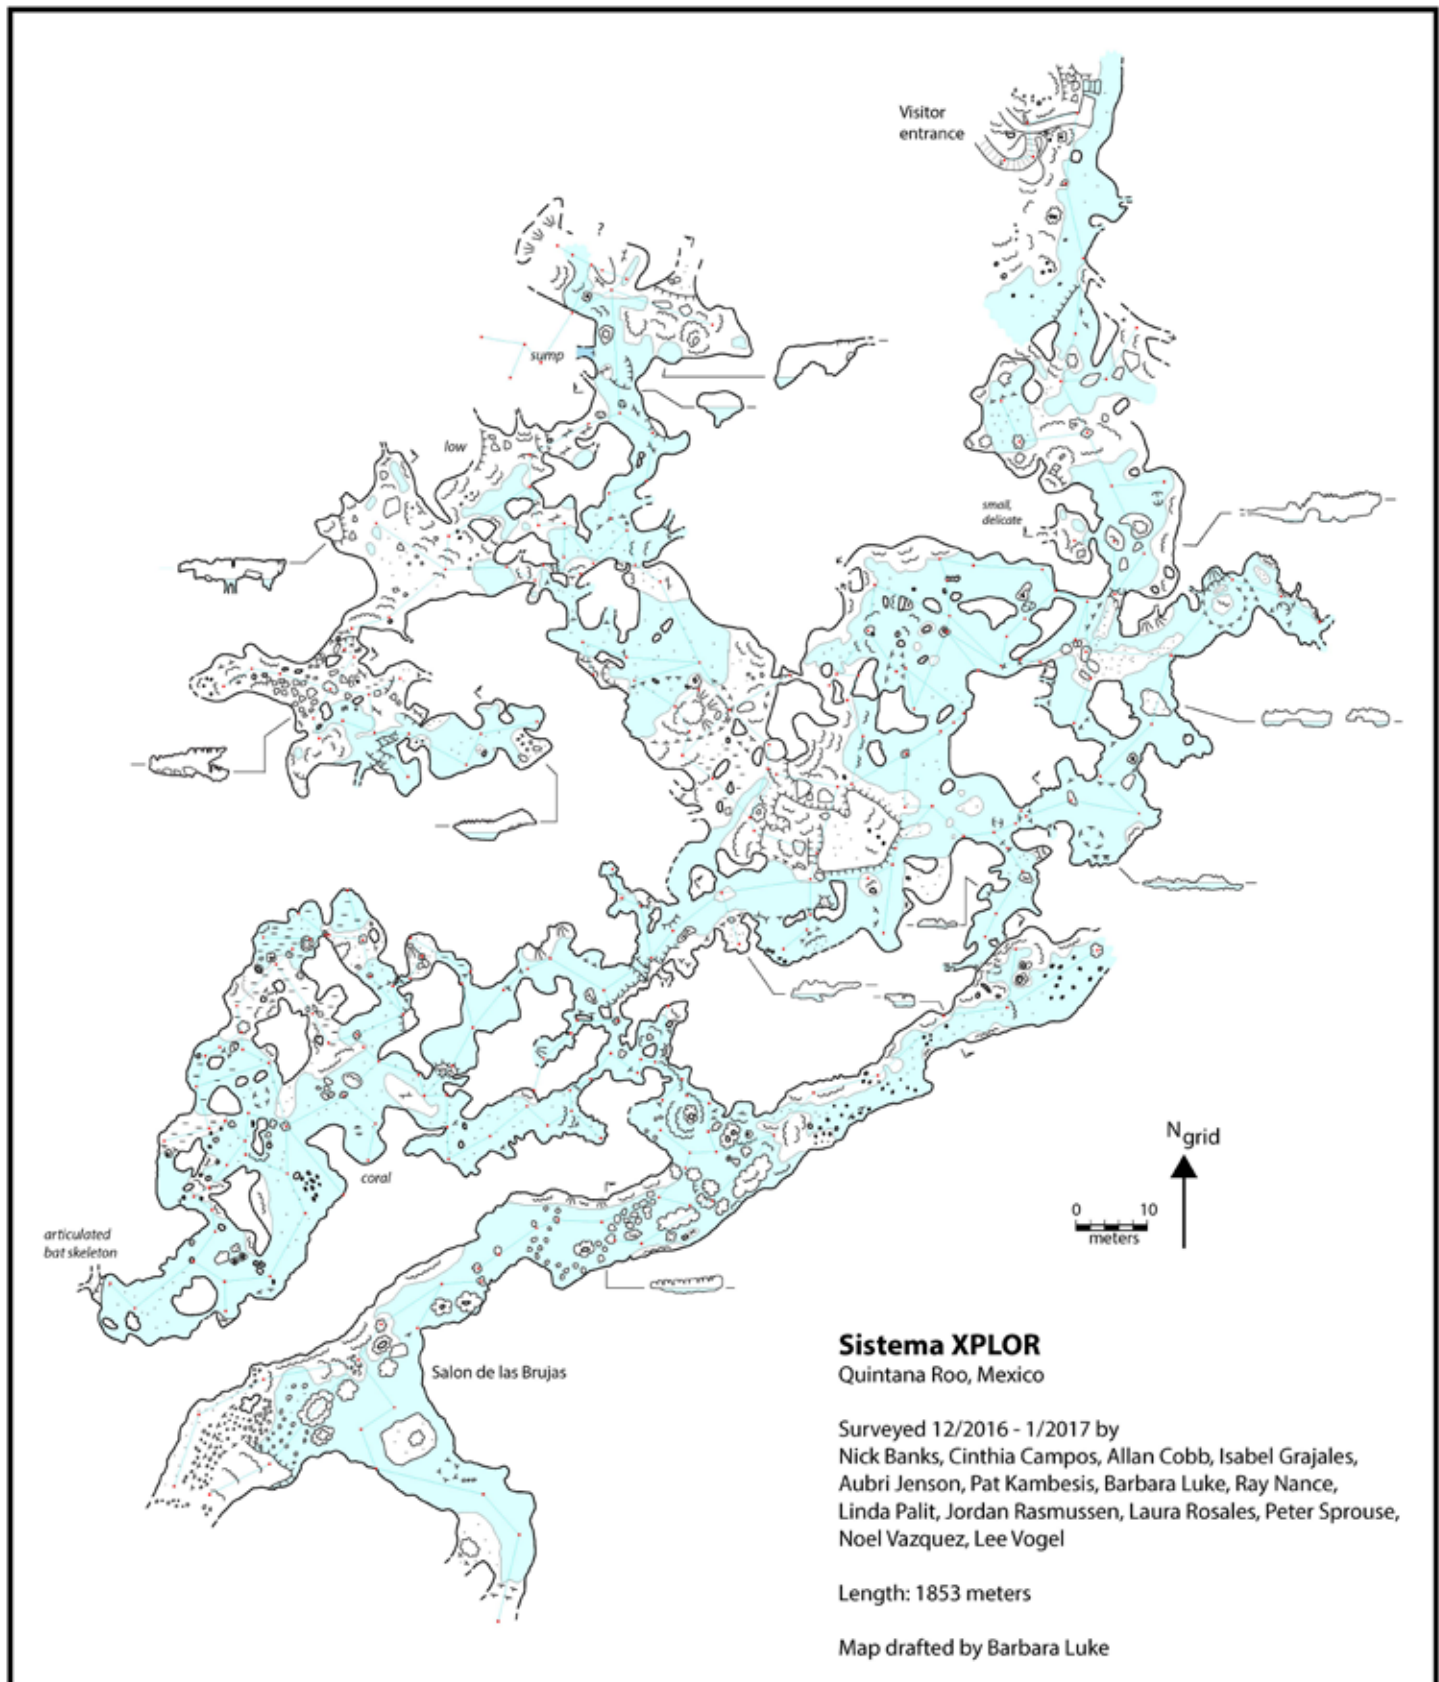 Visitor
entrance
?
sump
low
small,
delicate
coral
articulated
bat skeleton
Salon de las Brujas
N grid
0 10
meters
Sistema XPLOR
Quintana Roo, Mexico
Surveyed 12/2016 - 1/2017 by
Nick Banks, Cinthia Campos, Allan Cobb, Isabel Grajales,
Aubri Jenson, Pat Kambesis, Barbara Luke, Ray Nance,
Linda Palit, Jordan Rasmussen, Laura Rosales, Peter Sprouse,
Noel Vazquez, Lee Vogel
Length: 1853 meters
Map drafted by Barbara Luke